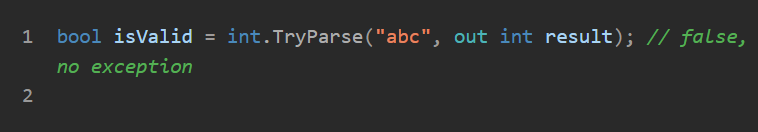 1 bool isValid = int.TryParse("abc", out int result); // false,
no exception
2